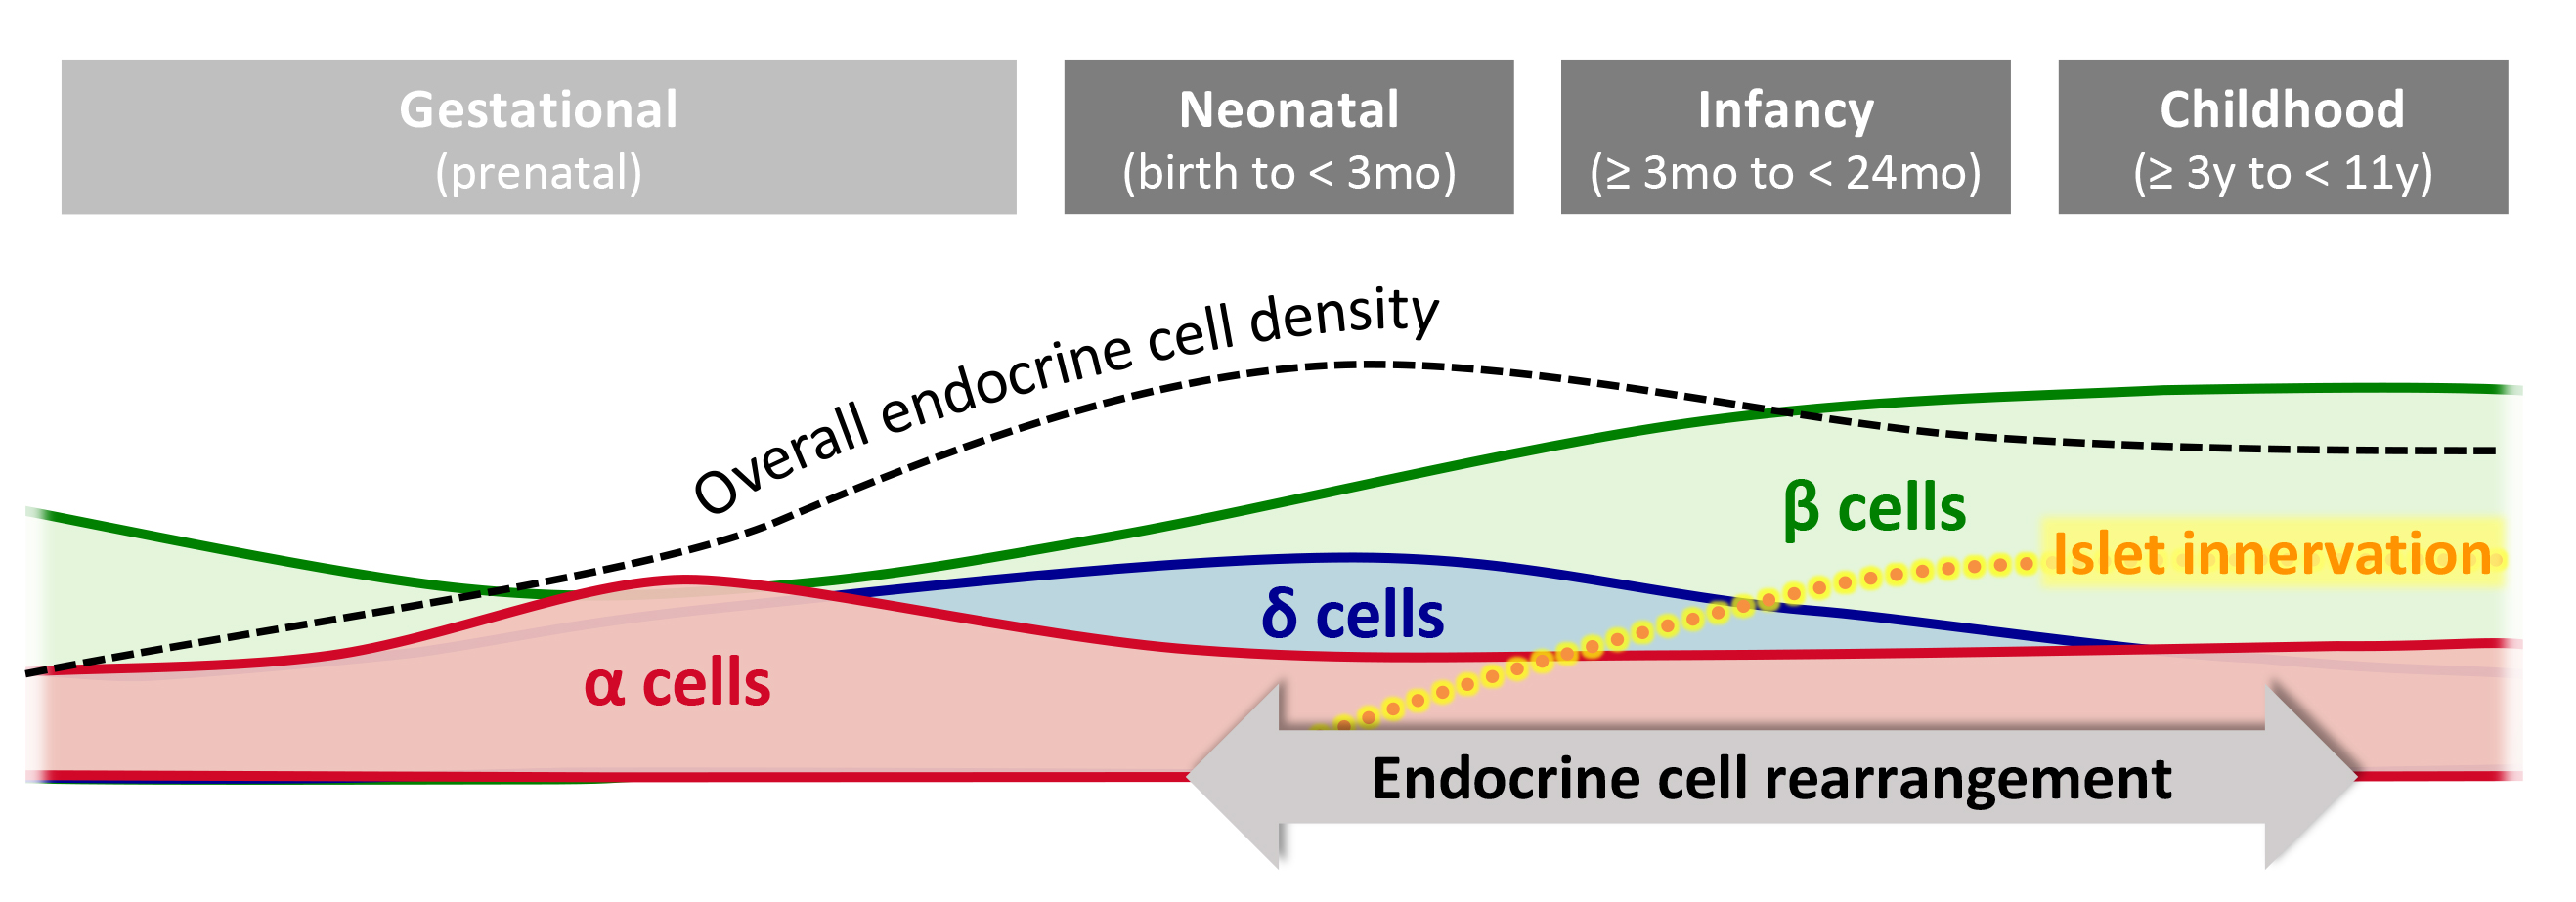 Gestational
(prenatal)
Neonatal
(birth to < 3mo)
Infancy
(≥ 3mo to < 24mo)
Childhood
(≥ 3y to < 11y)
Overall endocrine cell density
β cells
Islet innervation
δ cells
α cells
Endocrine cell rearrangement